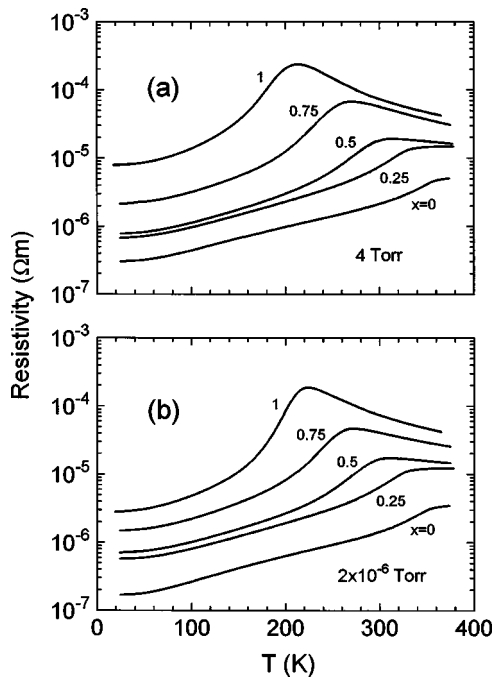 Resistivity (Ωm)
10⁻³
10⁻⁴
10⁻⁵
10⁻⁶
10⁻⁷
(a)
1
0.75
0.5
0.25
x=0
4 Torr
10⁻³
10⁻⁴
10⁻⁵
10⁻⁶
10⁻⁷
(b)
1
0.75
0.5
0.25
x=0
2x10⁻⁶ Torr
0 100 200 300 400
T (K)